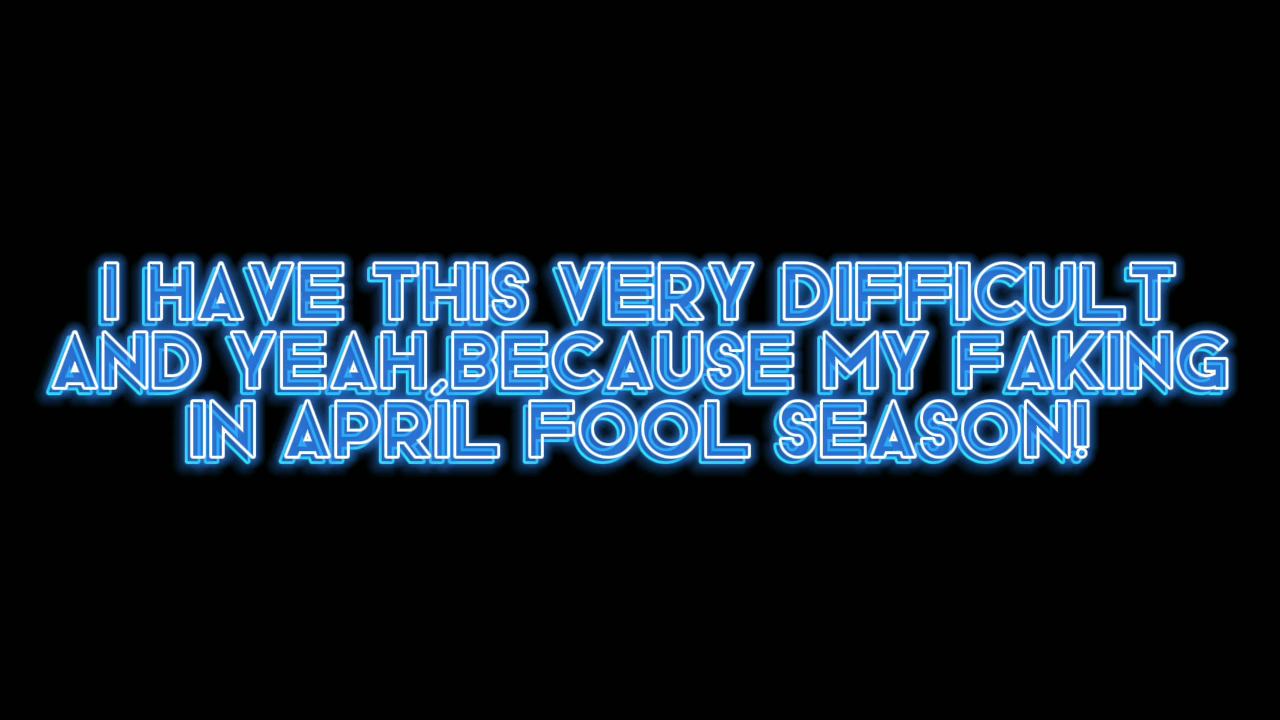 I HAVE THIS VERY DIFFICULT
AND YEAH,BECAUSE MY FAKING
IN APRIL FOOL SEASON!